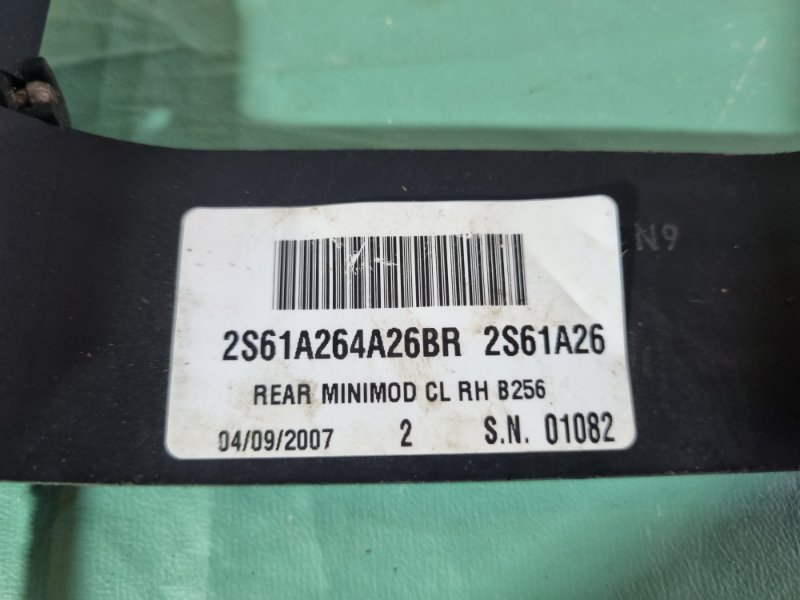 N9
2S61A264A26BR 2S61A26
REAR MINIMOD CL RH B256
04/09/2007 2 S.N. 01082